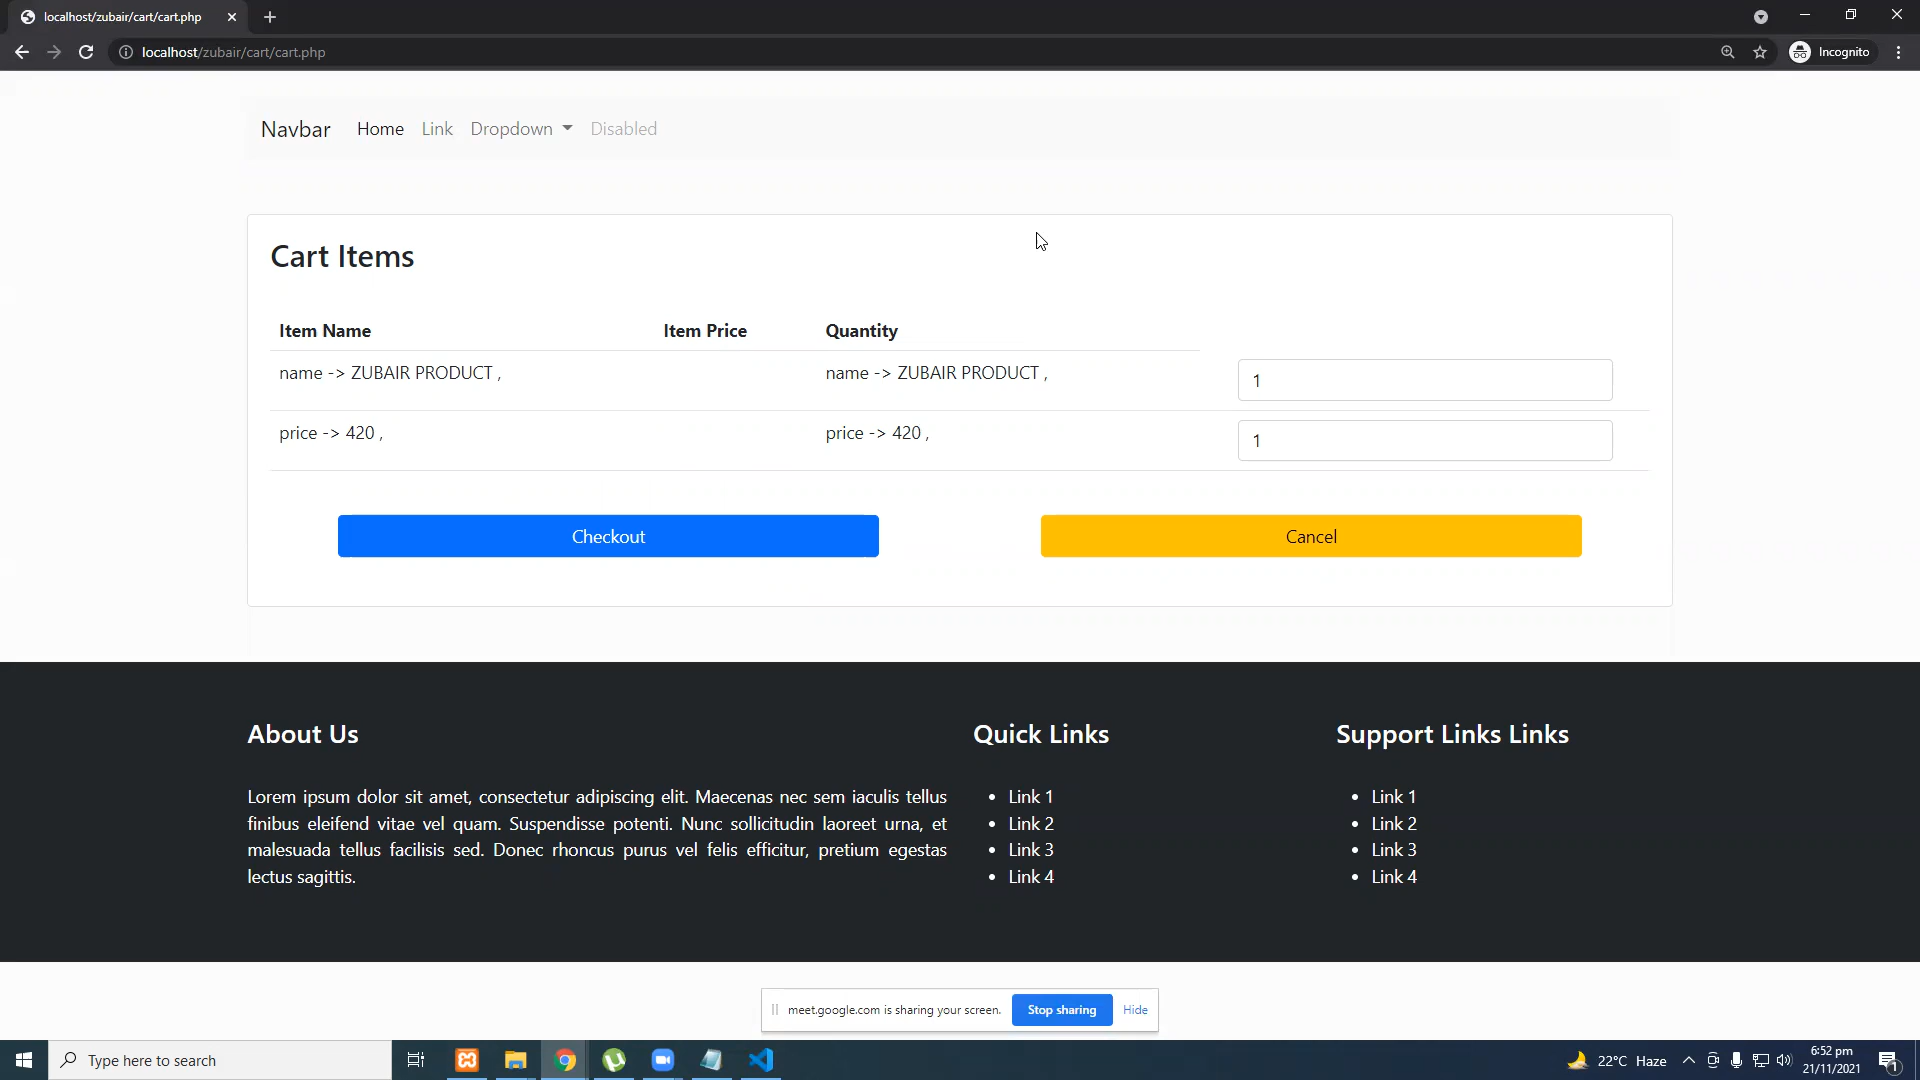 localhost/zubair/cart/cart.php
localhost/zubair/cart/cart.php
Incognito
Navbar Home Link Dropdown Disabled
Cart Items
Item Name Item Price Quantity
name -> ZUBAIR PRODUCT , name -> ZUBAIR PRODUCT , 1
price -> 420 , price -> 420 , 1
Checkout Cancel
About Us
Lorem ipsum dolor sit amet, consectetur adipiscing elit. Maecenas nec sem iaculis tellus
finibus eleifend vitae vel quam. Suspendisse potenti. Nunc sollicitudin laoreet urna, et
malesuada tellus facilisis sed. Donec rhoncus purus vel felis efficitur, pretium egestas
lectus sagittis.
Quick Links
• Link 1
• Link 2
• Link 3
• Link 4
Support Links Links
• Link 1
• Link 2
• Link 3
• Link 4
meet.google.com is sharing your screen. Stop sharing Hide
Type here to search
22°C Haze
6:52 pm
21/11/2021
1